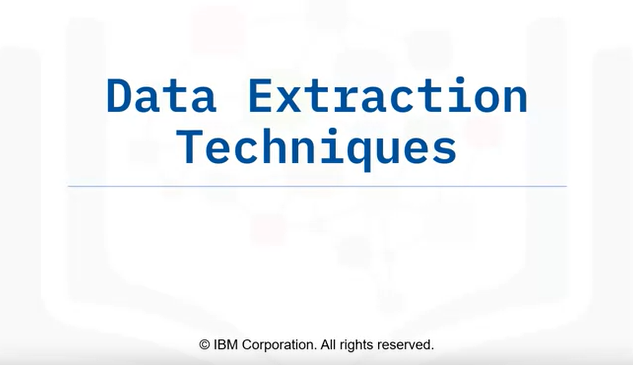 Data Extraction
Techniques
© IBM Corporation. All rights reserved.